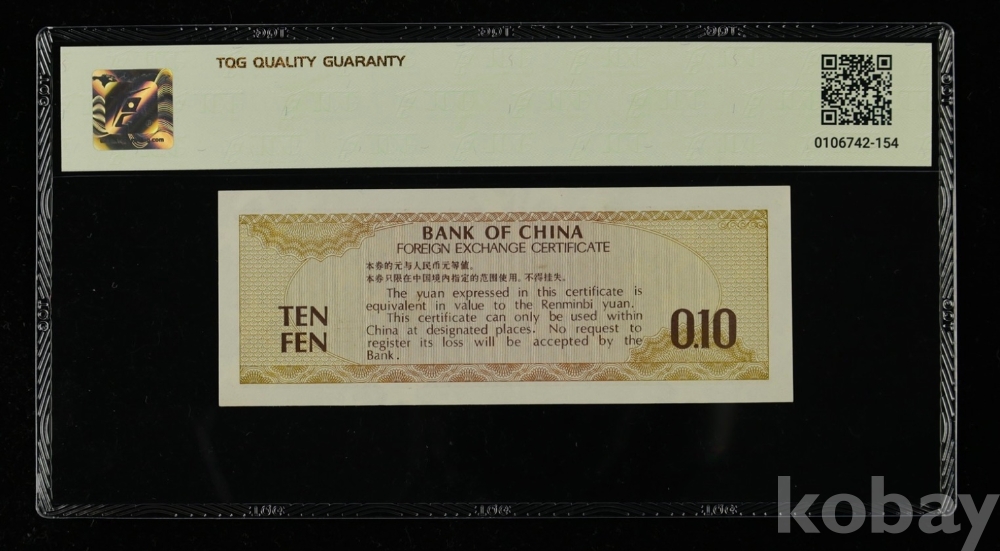 TQG QUALITY GUARANTY
0106742-154
BANK OF CHINA
FOREIGN EXCHANGE CERTIFICATE
本券的元与人民币元等值。
本券只限在中国境内指定的范围使用。不得挂失。
The yuan expressed in this certificate is
equivalent in value to the Renminbi yuan.
This certificate can only be used within
China at designated places. No request to
register its loss will be accepted by the
Bank.
TEN
FEN
0.10
kobay